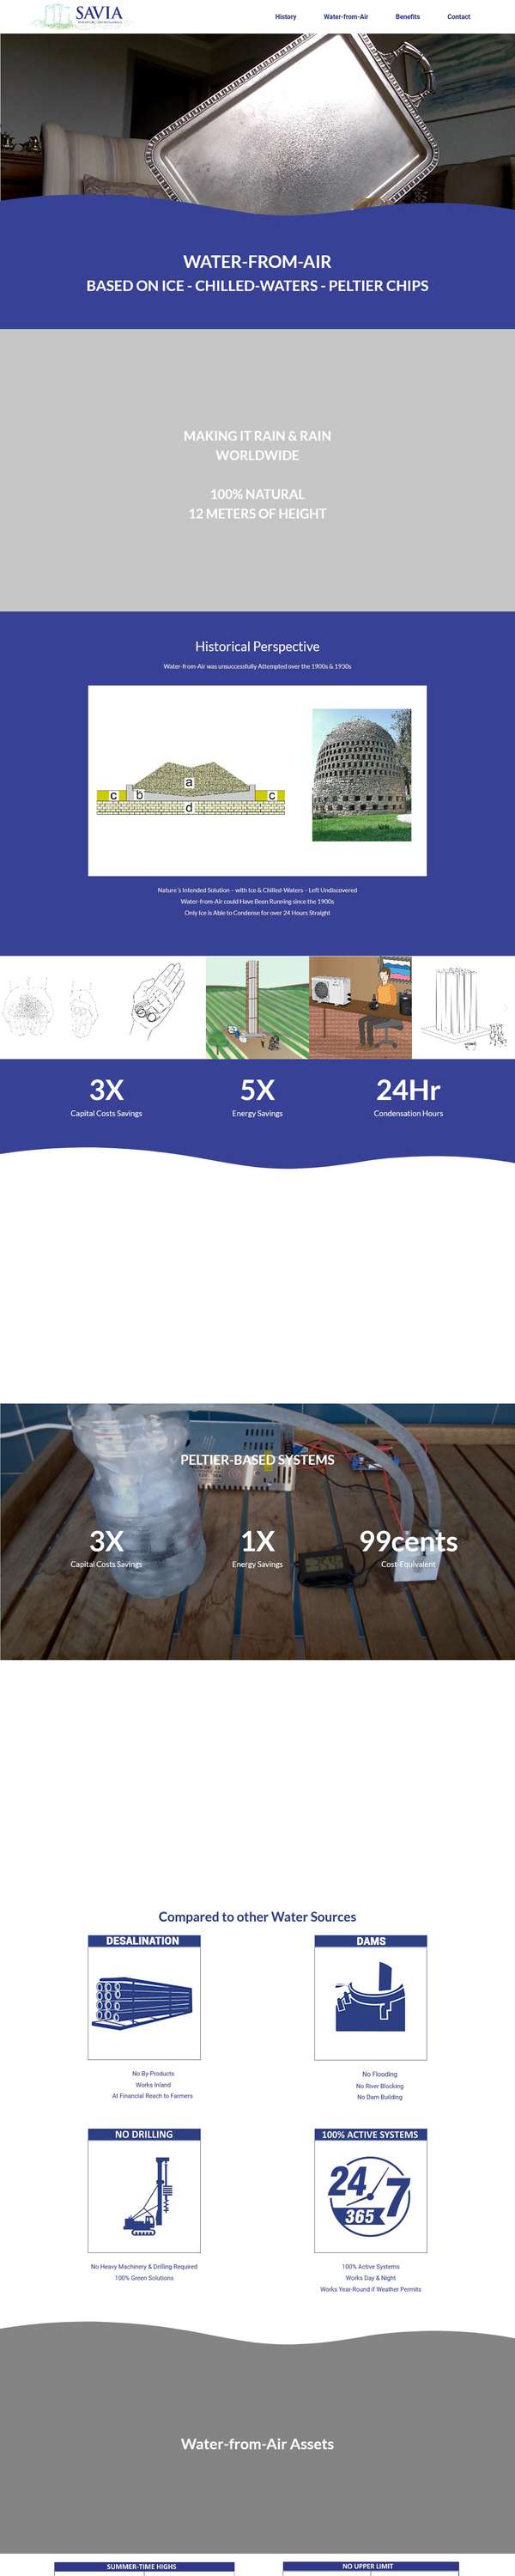 SAVIA
History
Water-from-Air
Benefits
Contact
WATER-FROM-AIR
BASED ON ICE - CHILLED-WATERS - PELTIER CHIPS
MAKING IT RAIN & RAIN
WORLDWIDE
100% NATURAL
12 METERS OF HEIGHT
Historical Perspective
Water-from-Air was unsuccessfully Attempted over the 1900s & 1930s
a
c
b
c
d
Nature's Intended Solution – with Ice & Chilled-Waters – Left Undiscovered
Water-from-Air could Have Been Running since the 1900s
Only Ice is Able to Condense for over 24 Hours Straight
3X
Capital Costs Savings
5X
Energy Savings
24Hr
Condensation Hours
PELTIER-BASED SYSTEMS
3X
Capital Costs Savings
1X
Energy Savings
99cents
Cost-Equivalent
Compared to other Water Sources
DESALINATION
No By-Products
Works Inland
At Financial Reach to Farmers
DAMS
No Flooding
No River Blocking
No Dam Building
NO DRILLING
No Heavy Machinery & Drilling Required
100% Green Solutions
100% ACTIVE SYSTEMS
24/7
365
100% Active Systems
Works Day & Night
Works Year-Round if Weather Permits
Water-from-Air Assets
SUMMER-TIME HIGHS
NO UPPER LIMIT